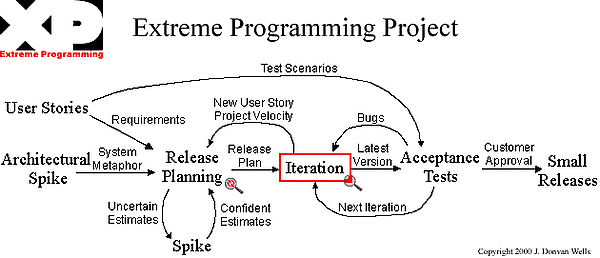 XP
Extreme Programming
Extreme Programming Project
Test Scenarios
User Stories
Requirements
New User Story
Project Velocity
Bugs
Architectural
Spike
System
Metaphor
Release
Planning
Release
Plan
Iteration
Latest
Version
Acceptance
Tests
Customer
Approval
Small
Releases
Uncertain
Estimates
Confident
Estimates
Next Iteration
Spike
Copyright 2000 J. Donvan Wells